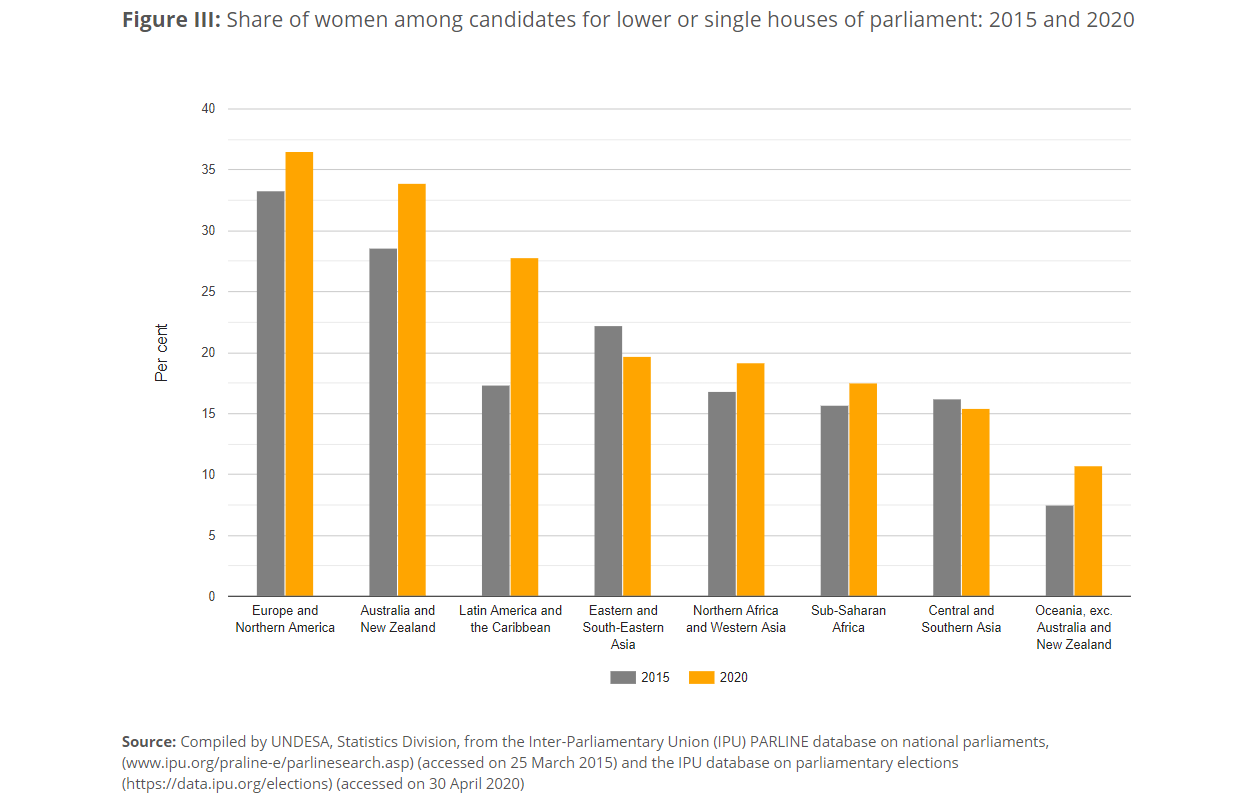 Figure III: Share of women among candidates for lower or single houses of parliament: 2015 and 2020
40
35
30
25
20
15
10
5
0
Per cent
Europe and
Northern America
Australia and
New Zealand
Latin America and
the Caribbean
Eastern and
South-Eastern
Asia
Northern Africa
and Western Asia
Sub-Saharan
Africa
Central and
Southern Asia
Oceania, exc.
Australia and
New Zealand
2015
2020
Source: Compiled by UNDESA, Statistics Division, from the Inter-Parliamentary Union (IPU) PARLINE database on national parliaments,
(www.ipu.org/praline-e/parlinesearch.asp) (accessed on 25 March 2015) and the IPU database on parliamentary elections
(https://data.ipu.org/elections) (accessed on 30 April 2020)